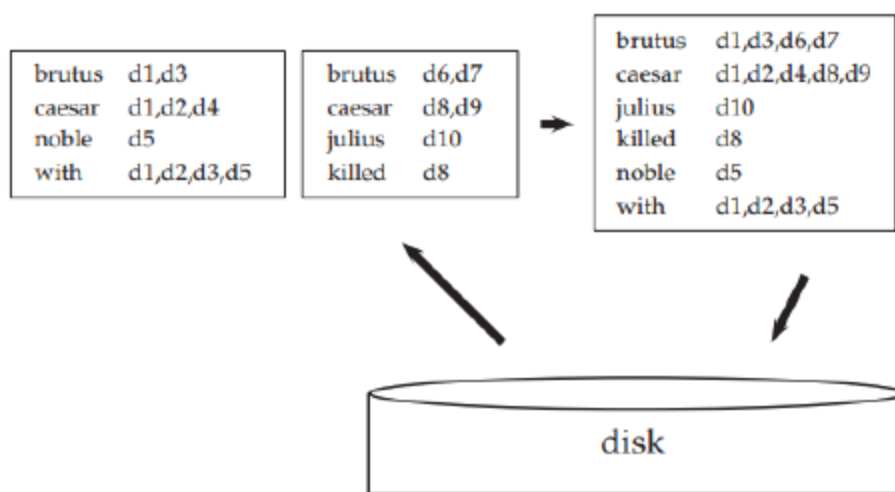 brutus d1,d3
caesar d1,d2,d4
noble d5
with d1,d2,d3,d5
brutus d6,d7
caesar d8,d9
julius d10
killed d8
brutus d1,d3,d6,d7
caesar d1,d2,d4,d8,d9
julius d10
killed d8
noble d5
with d1,d2,d3,d5
disk